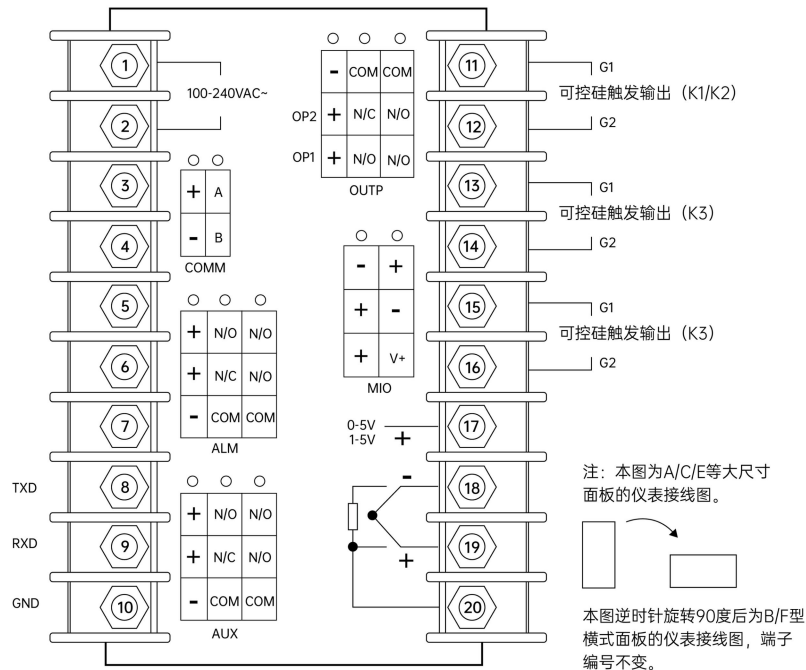 1
2
3
4
5
6
7
8
9
10
100-240VAC~
+ A
- B
COMM
+ N/O N/O
+ N/C N/O
- COM COM
ALM
TXD
RXD
GND
+ N/O N/O
+ N/C N/O
- COM COM
AUX
- COM COM
OP2 + N/C N/O
OP1 + N/O N/O
OUTP
- +
+ -
+ V+
MIO
0-5V
1-5V +
-
+
11
12
13
14
15
16
17
18
19
20
G1
可控硅触发输出（K1/K2）
G2
G1
可控硅触发输出（K3）
G2
G1
可控硅触发输出（K3）
G2
注：本图为A/C/E等大尺寸
面板的仪表接线图。
本图逆时针旋转90度后为B/F型
横式面板的仪表接线图，端子
编号不变。